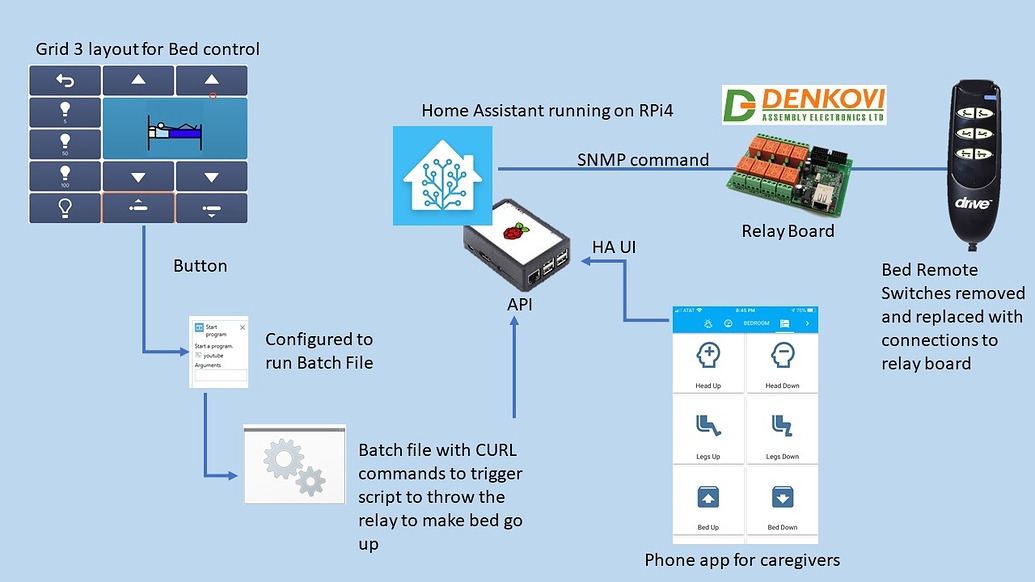 Grid 3 layout for Bed control
5
50
100
Button
Start
program
Start a program.
youtube
Arguments
Configured to
run Batch File
Batch file with CURL
commands to trigger
script to throw the
relay to make bed go
up
Home Assistant running on RPi4
API
SNMP command
HA UI
DENKOVI
ASSEMBLY ELECTRONICS LTD
Relay Board
drive
Bed Remote
Switches removed
and replaced with
connections to
relay board
AT&T
8:45 PM
BEDROOM
Head Up
Head Down
Legs Up
Legs Down
Bed Up
Bed Down
Phone app for caregivers